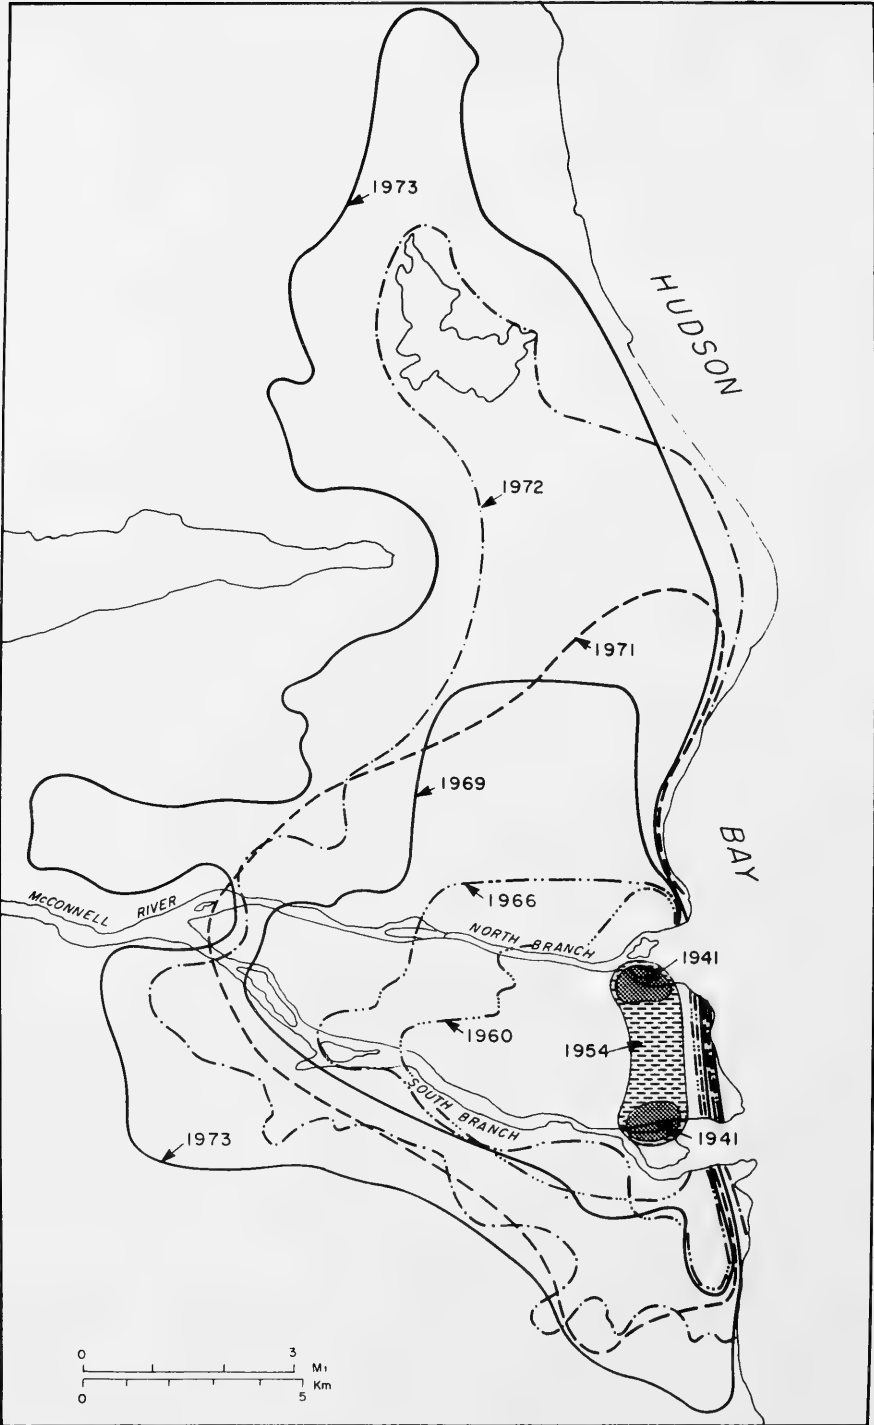 1973
HUDSON
1972
1971
1969
BAY
1966
McCONNELL RIVER
NORTH BRANCH
1941
1960
1954
SOUTH BRANCH
1941
1973
0 3
MI
Km
0 5